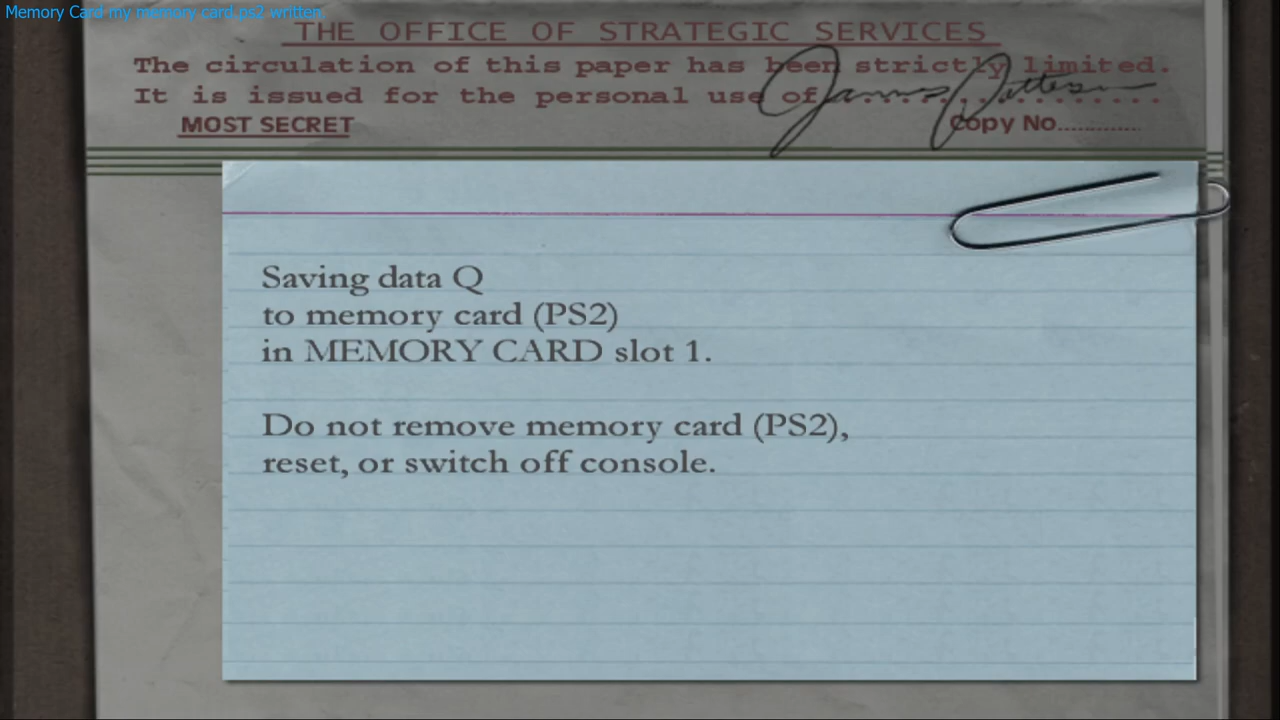 Memory Card my memory card.ps2 written.
THE OFFICE OF STRATEGIC SERVICES
The circulation of this paper has been strictly limited.
It is issued for the personal use of....................
James Patterson
MOST SECRET
Copy No.............
Saving data Q
to memory card (PS2)
in MEMORY CARD slot 1.
Do not remove memory card (PS2),
reset, or switch off console.